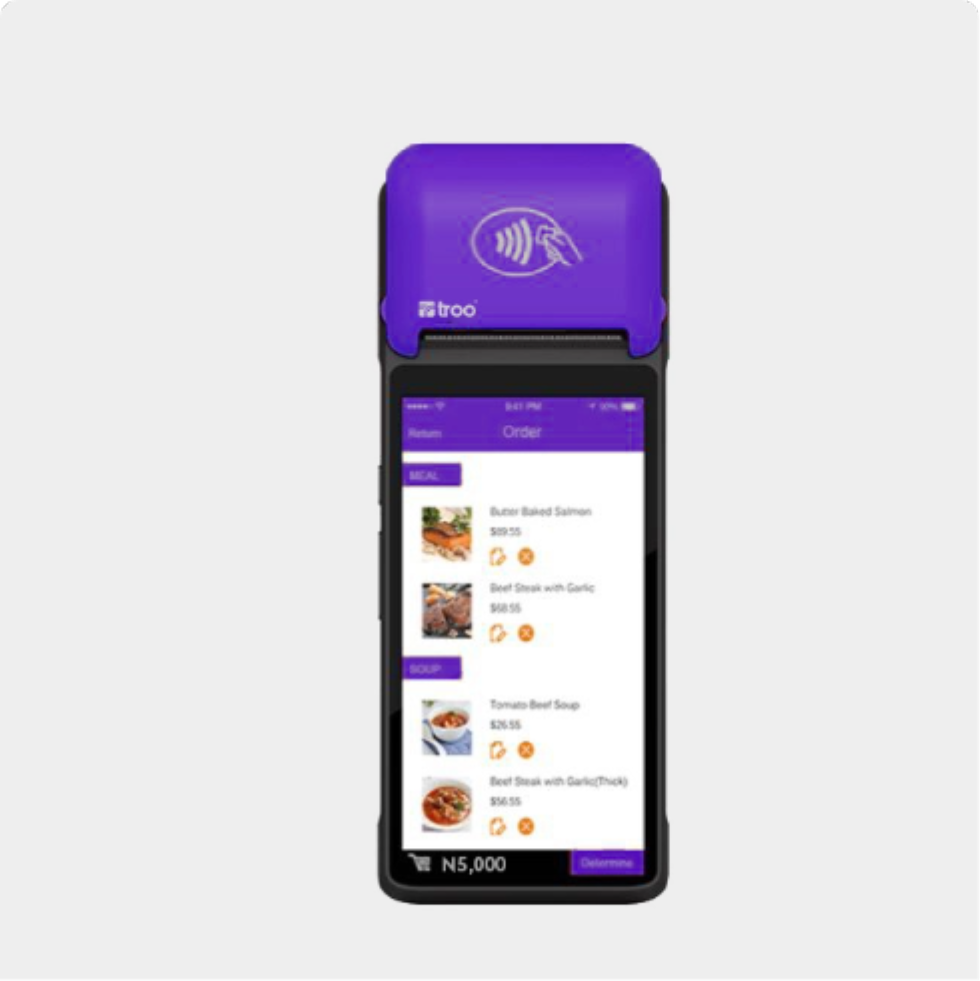 troo
9:41 PM
90%
Return
Order
MEAL
Butter Baked Salmon
$89.55
Beef Steak with Garlic
$68.55
SOUP
Tomato Beef Soup
$26.55
Beef Steak with Garlic(Thick)
$56.55
N5,000
Determine